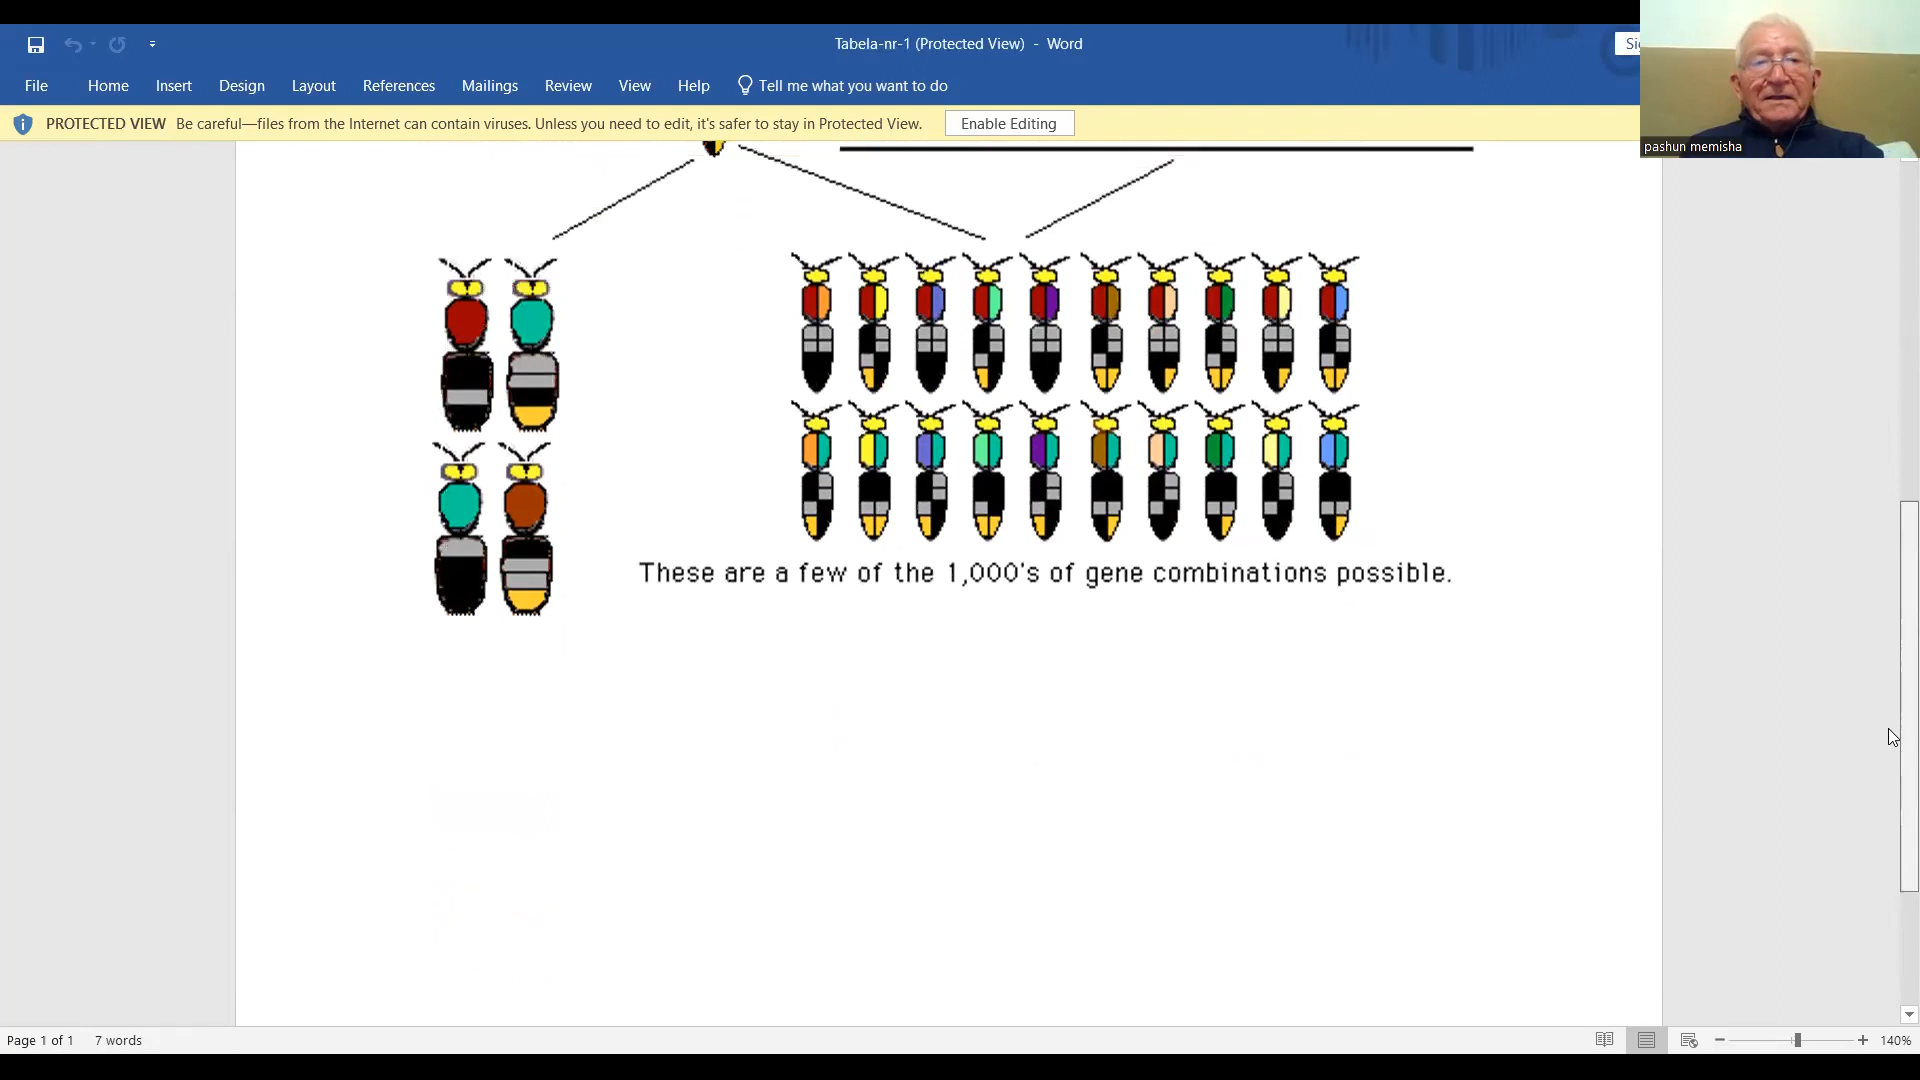 Tabela-nr-1 (Protected View) - Word
File Home Insert Design Layout References Mailings Review View Help Tell me what you want to do
PROTECTED VIEW Be careful—files from the Internet can contain viruses. Unless you need to edit, it's safer to stay in Protected View. Enable Editing
pashun memisha
These are a few of the 1,000's of gene combinations possible.
Page 1 of 1 7 words 140%